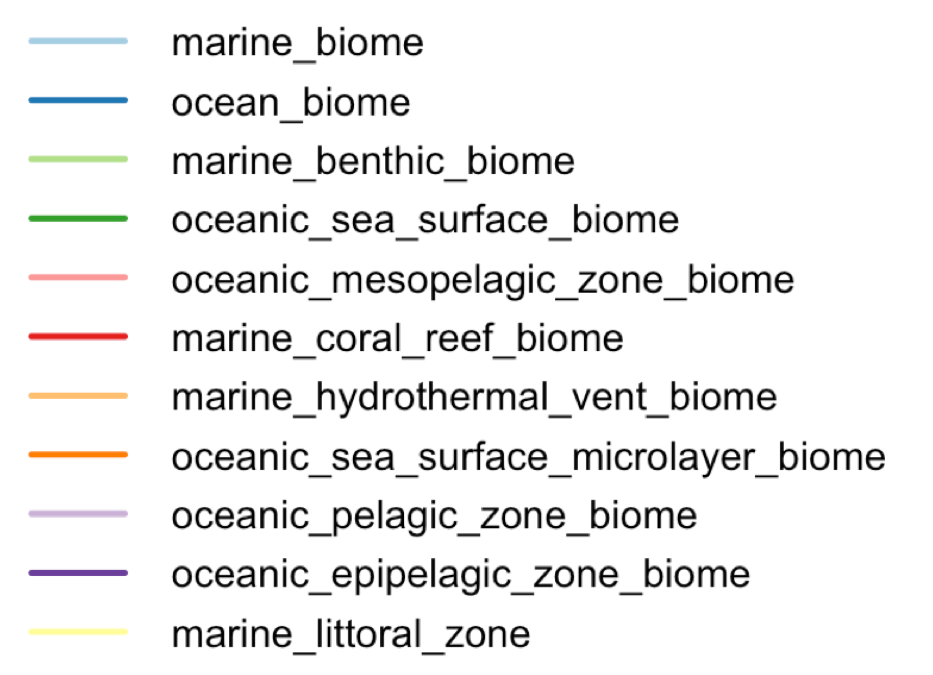 marine_biome
ocean_biome
marine_benthic_biome
oceanic_sea_surface_biome
oceanic_mesopelagic_zone_biome
marine_coral_reef_biome
marine_hydrothermal_vent_biome
oceanic_sea_surface_microlayer_biome
oceanic_pelagic_zone_biome
oceanic_epipelagic_zone_biome
marine_littoral_zone